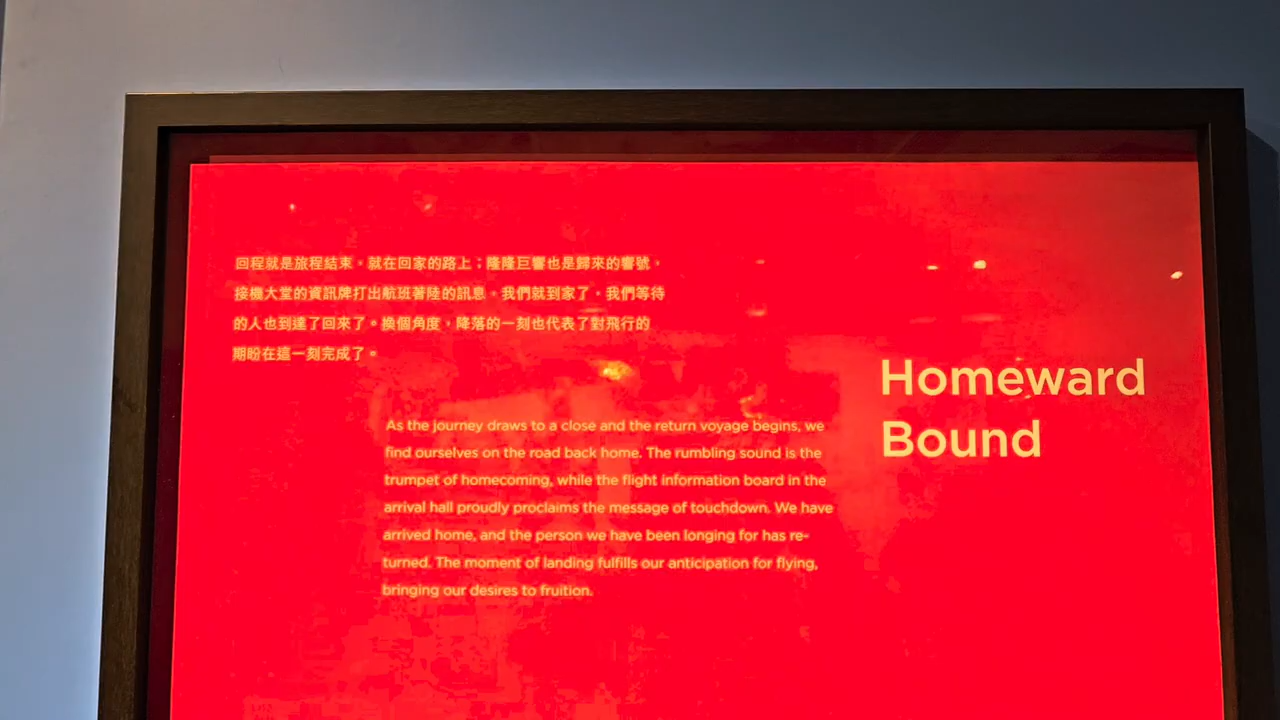 回程就是旅程結束，就在回家的路上；隆隆巨響也是歸來的響號，
接機大堂的資訊牌打出航班著陸的訊息。我們就到家了，我們等待
的人也到達了回來了。換個角度，降落的一刻也代表了對飛行的
期盼在這一刻完成了。
Homeward
Bound
As the journey draws to a close and the return voyage begins, we
find ourselves on the road back home. The rumbling sound is the
trumpet of homecoming, while the flight information board in the
arrival hall proudly proclaims the message of touchdown. We have
arrived home, and the person we have been longing for has re-
turned. The moment of landing fulfills our anticipation for flying,
bringing our desires to fruition.